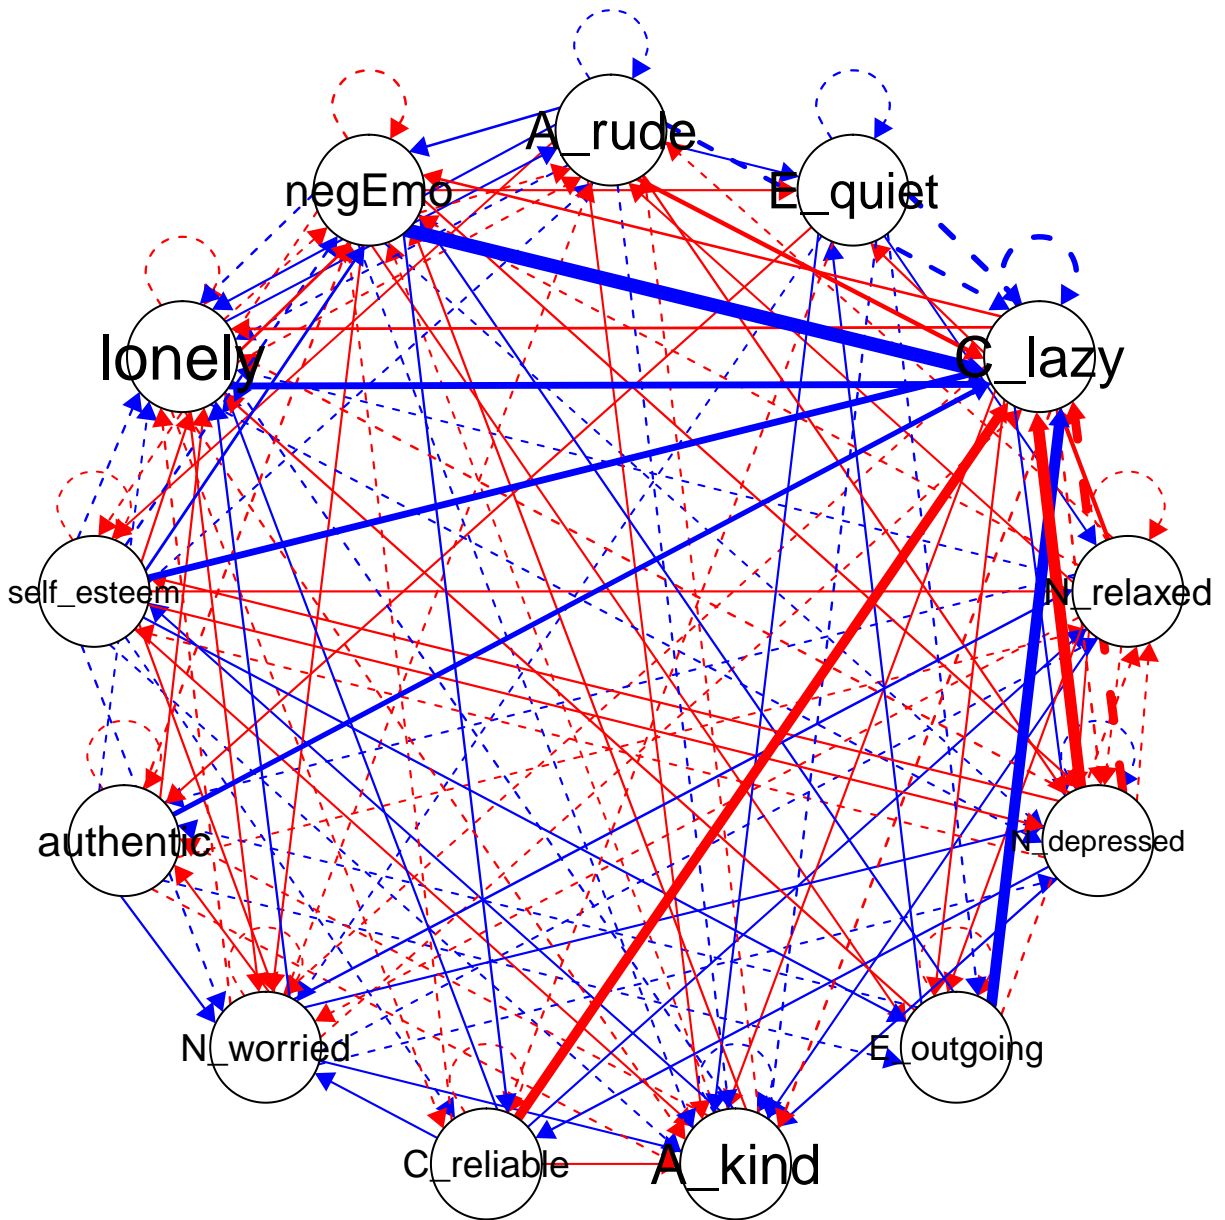 A_rude
negEmo
E_quiet
lonely
C_lazy
self_esteem
N_relaxed
authentic
N_depressed
N_worried
E_outgoing
C_reliable
A_kind